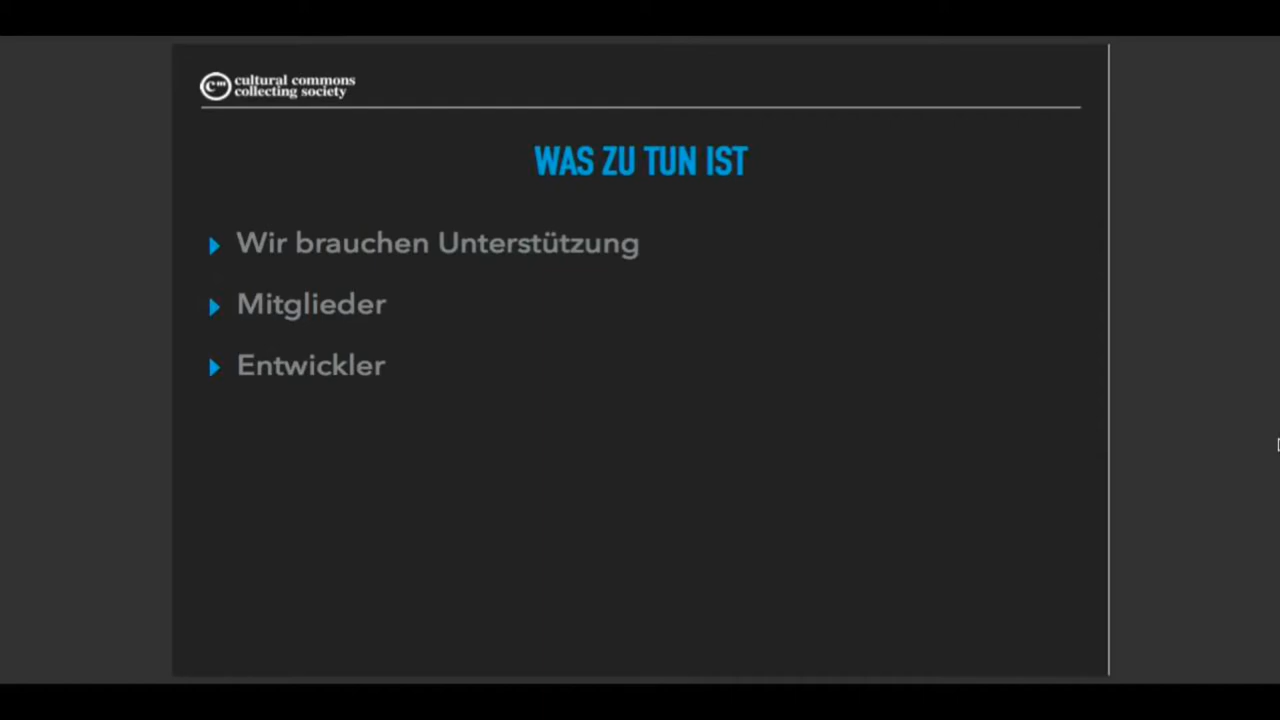 cultural commons
collecting society
WAS ZU TUN IST
Wir brauchen Unterstützung
Mitglieder
Entwickler